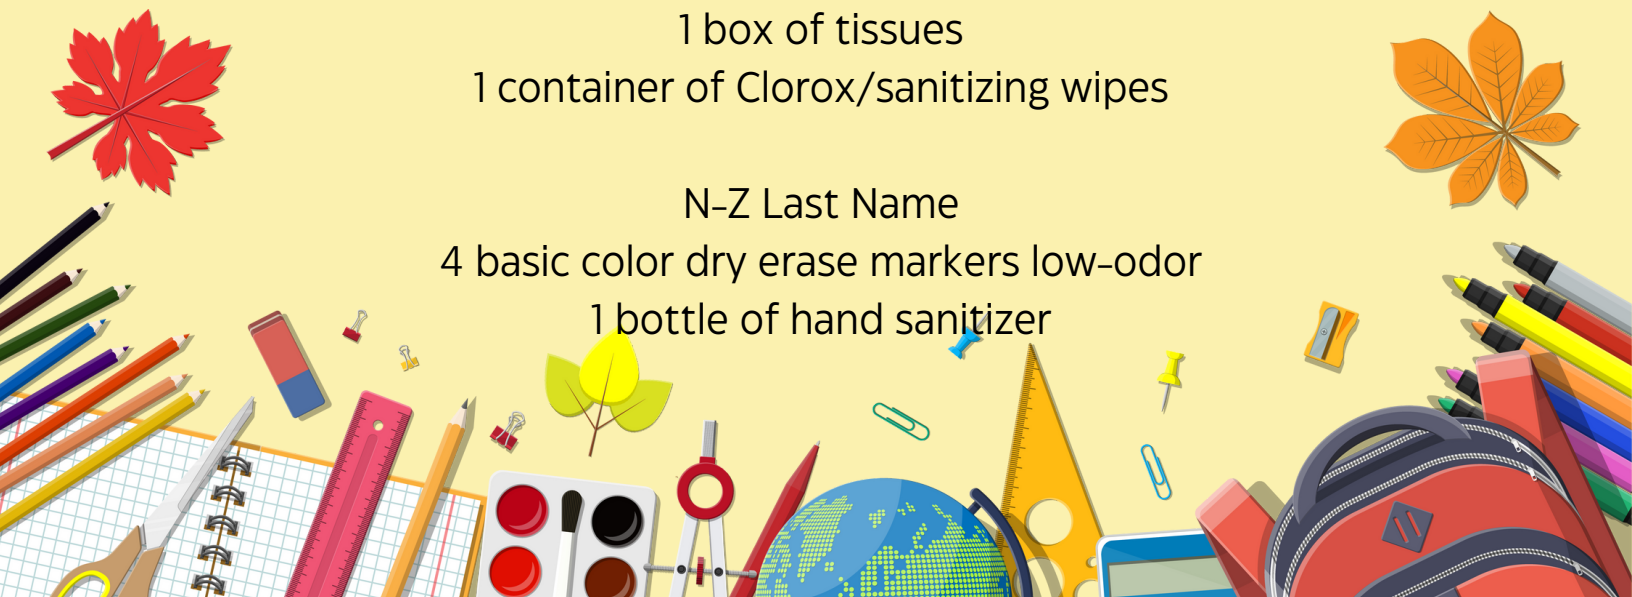 1 box of tissues
1 container of Clorox/sanitizing wipes
N-Z Last Name
4 basic color dry erase markers low-odor
1 bottle of hand sanitizer